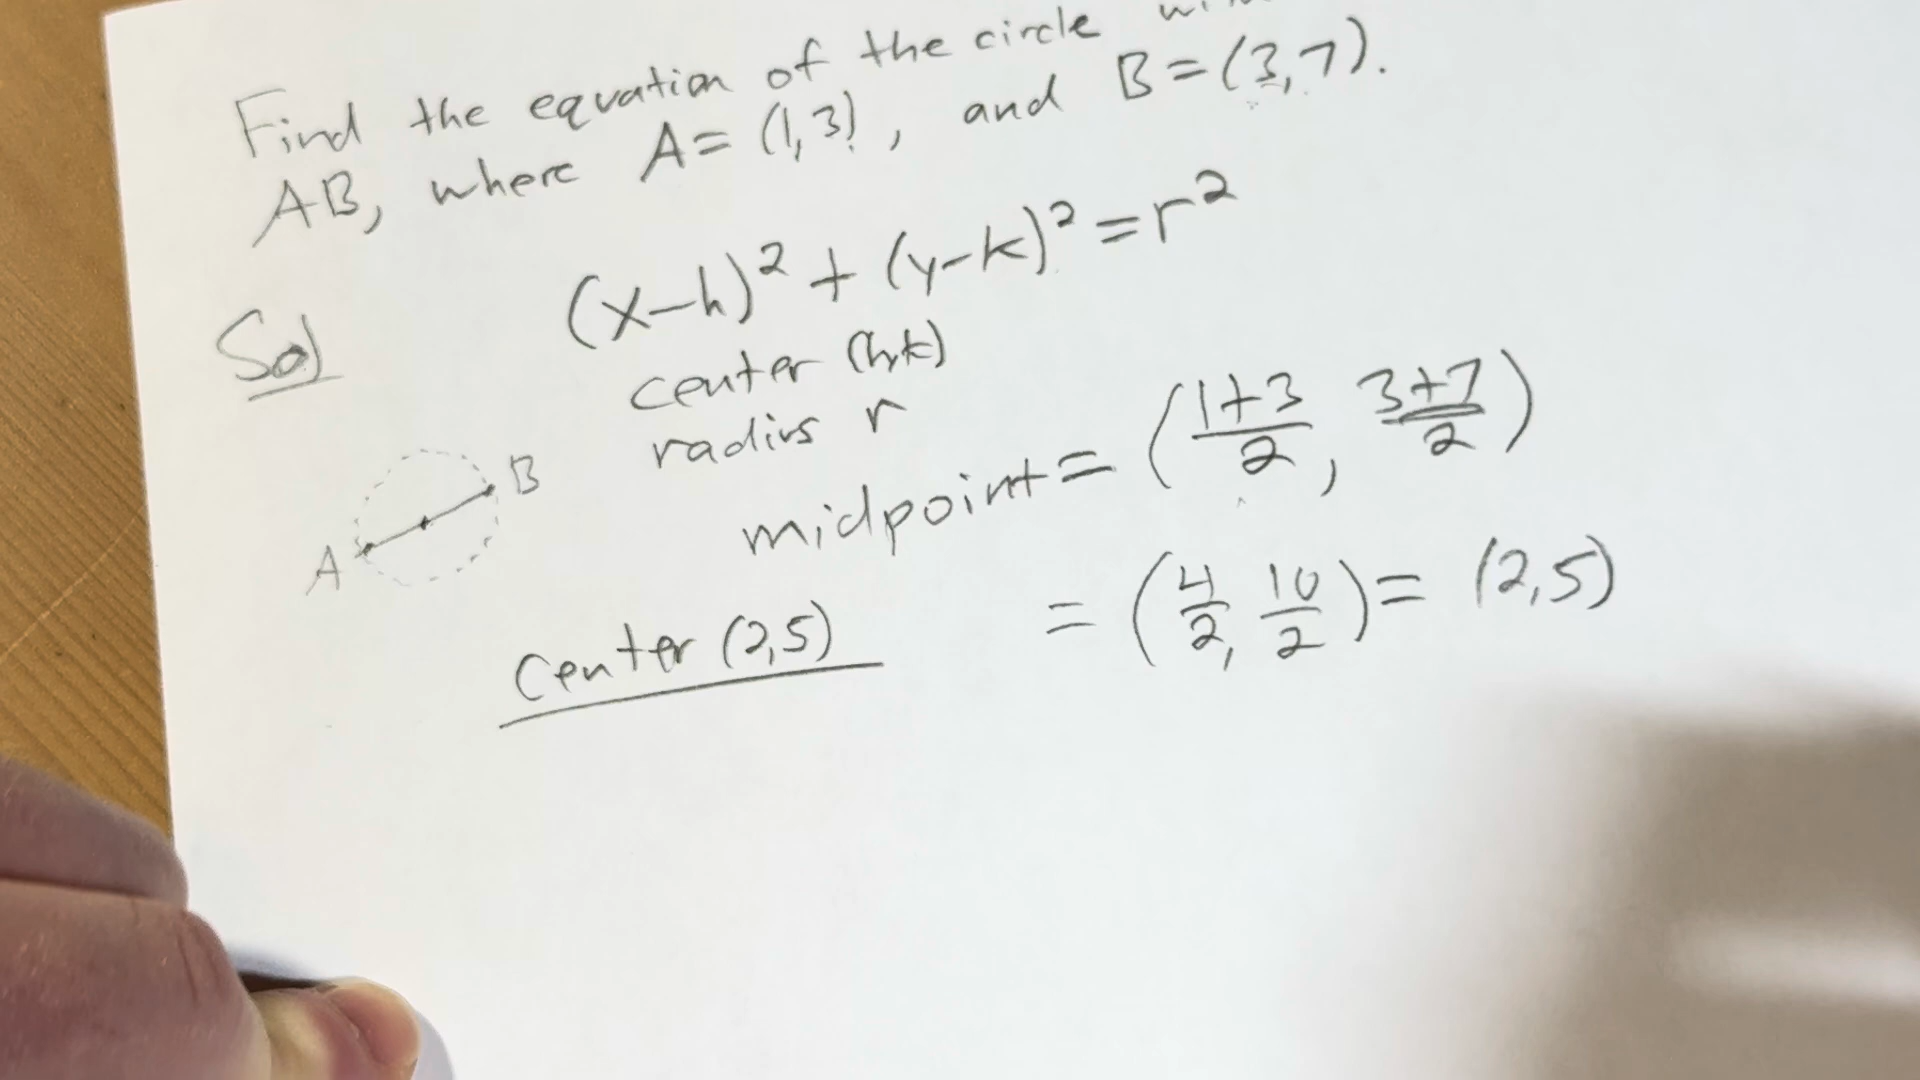 Find the equation of the circle
AB, where A = (1,3), and B = (3,7).
(x-h)² + (y-k)² = r²
Sol
center (h,k)
radius r
midpoint = (1+3/2, 3+7/2)
A B
= (4/2, 10/2) = (2,5)
center (2,5)